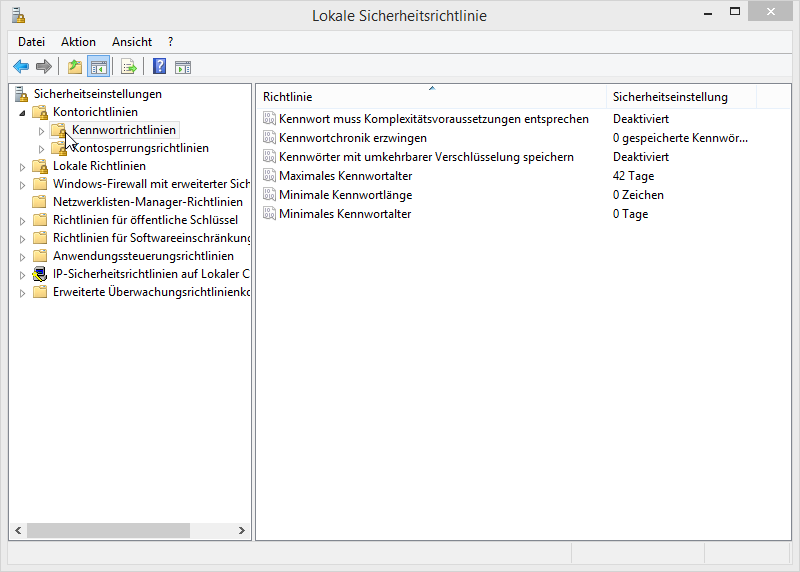 Lokale Sicherheitsrichtlinie
Datei Aktion Ansicht ?
Sicherheitseinstellungen
Kontorichtlinien
Kennwortrichtlinien
Kontosperrungsrichtlinien
Lokale Richtlinien
Windows-Firewall mit erweiterter Sich
Netzwerklisten-Manager-Richtlinien
Richtlinien für öffentliche Schlüssel
Richtlinien für Softwareeinschränkung
Anwendungssteuerungsrichtlinien
IP-Sicherheitsrichtlinien auf Lokaler C
Erweiterte Überwachungsrichtlinienko
Richtlinie Sicherheitseinstellung
Kennwort muss Komplexitätsvoraussetzungen entsprechen Deaktiviert
Kennwortchronik erzwingen 0 gespeicherte Kennwör...
Kennwörter mit umkehrbarer Verschlüsselung speichern Deaktiviert
Maximales Kennwortalter 42 Tage
Minimale Kennwortlänge 0 Zeichen
Minimales Kennwortalter 0 Tage